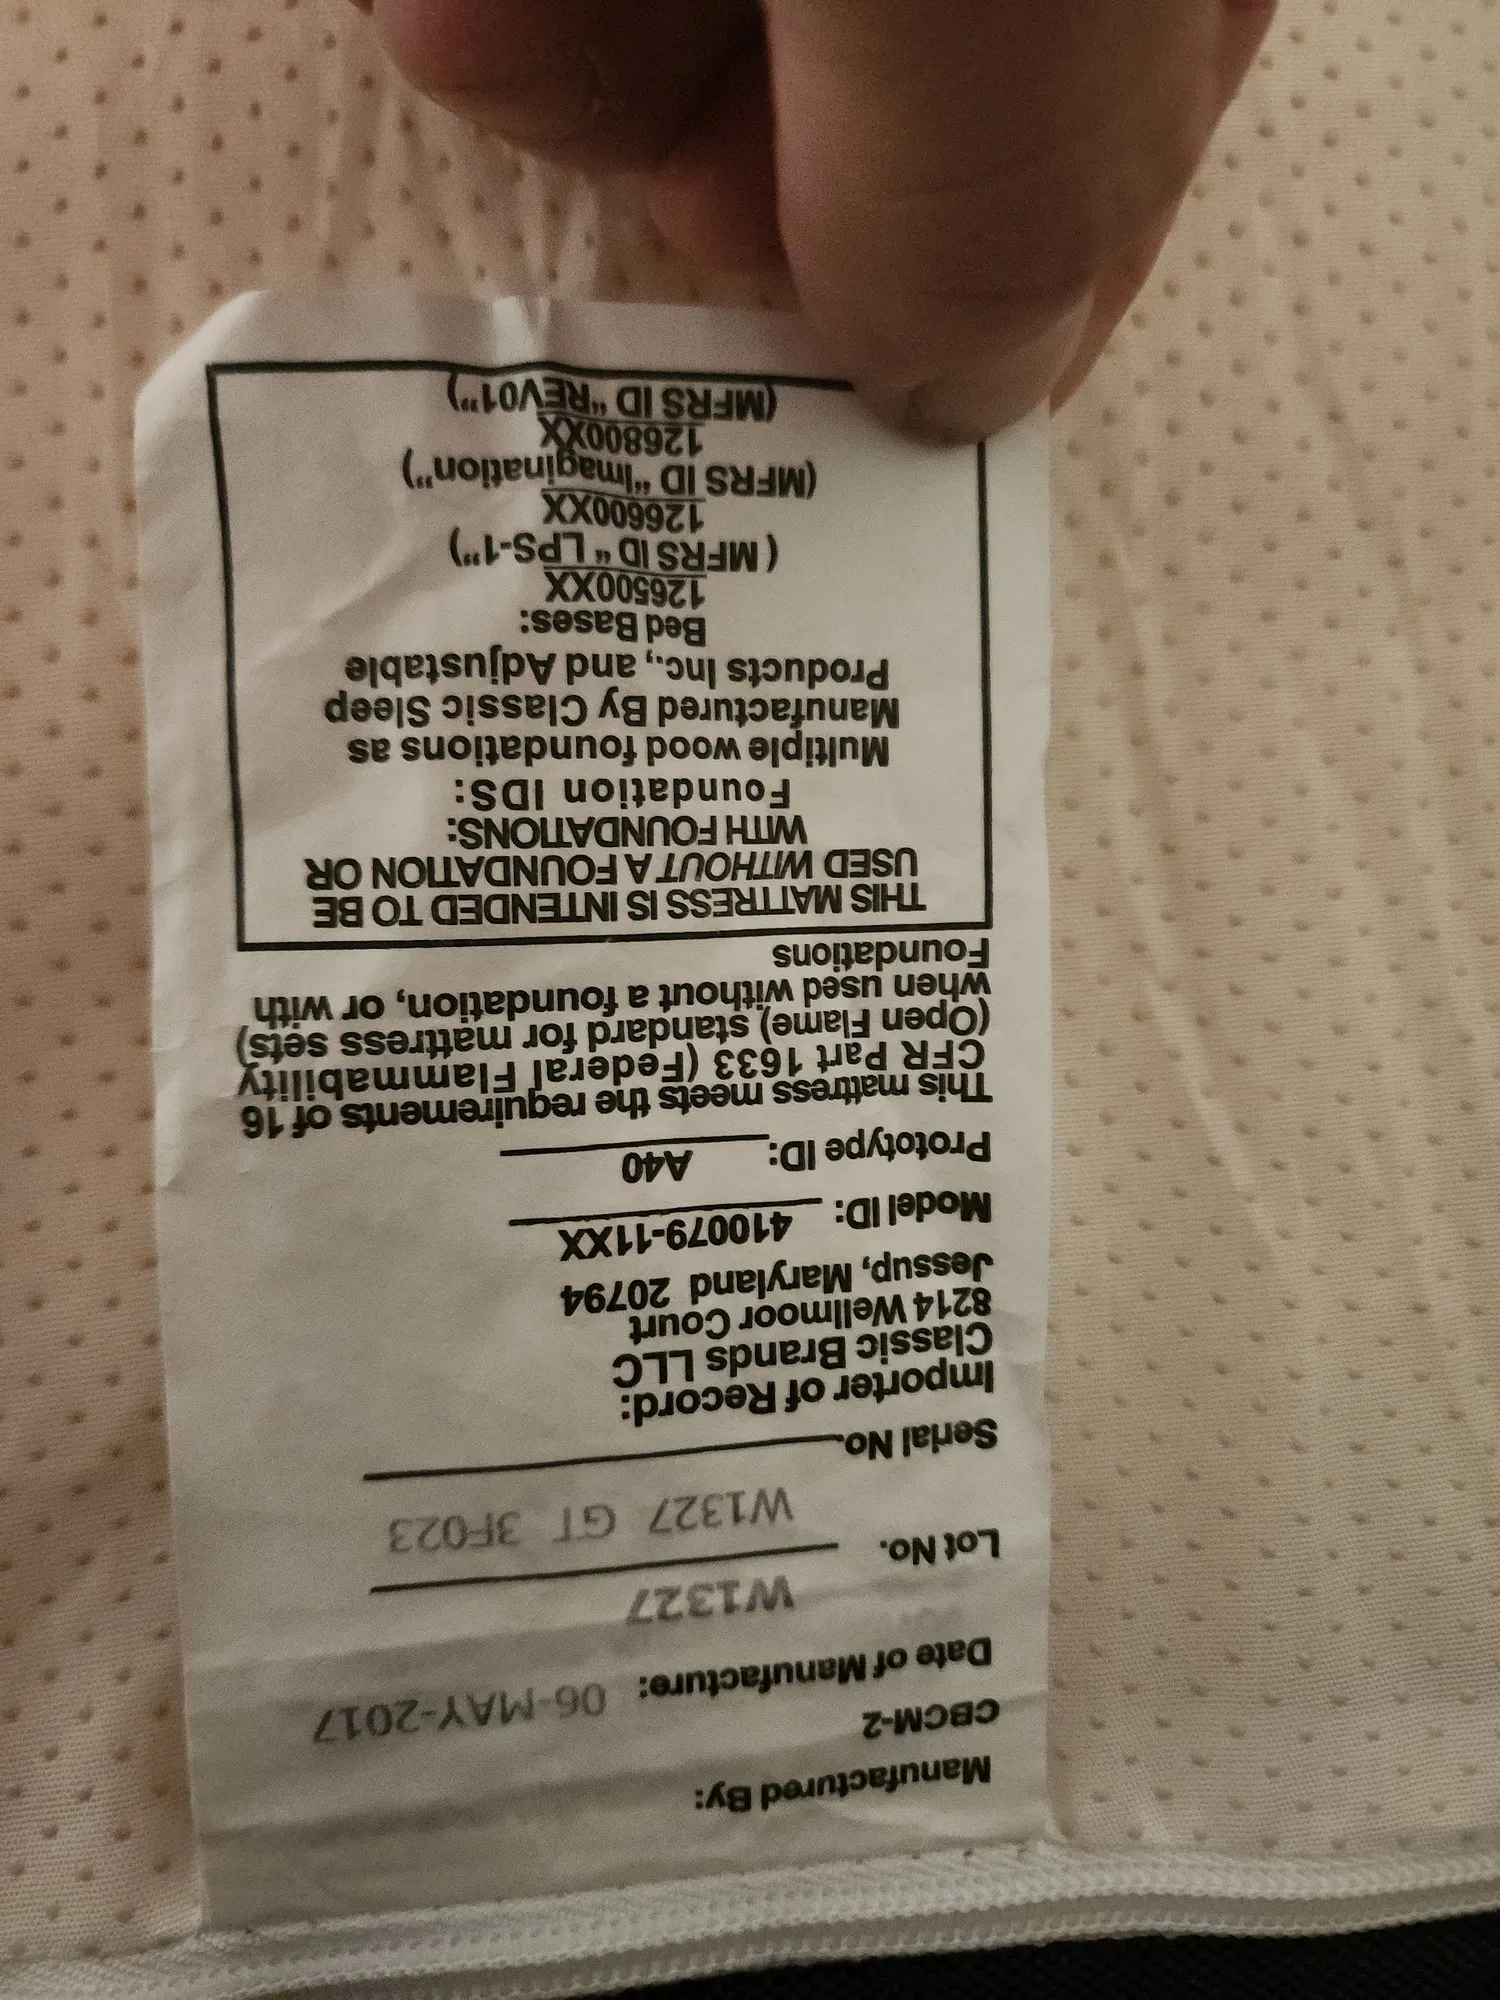 Manufactured By:
CBCM-2
Date of Manufacture: 06-MAY-2017
W1327
Lot No.
W1327 GT 3F023
Serial No.
Importer of Record:
Classic Brands LLC
8214 Wellmoor Court
Jessup, Maryland 20794
Model ID: 410079-11XX
Prototype ID: A40
This mattress meets the requirements of 16
CFR Part 1633 (Federal Flammability
(Open Flame) standard for mattress sets)
when used without a foundation, or with
Foundations
THIS MATTRESS IS INTENDED TO BE
USED WITHOUT A FOUNDATION OR
WITH FOUNDATIONS:
Foundation IDS:
Multiple wood foundations as
Manufactured By Classic Sleep
Products Inc., and Adjustable
Bed Bases:
126500XX
( MFRS ID " LPS-1")
126600XX
(MFRS ID "Imagination")
126800XX
(MFRS ID "REV01")